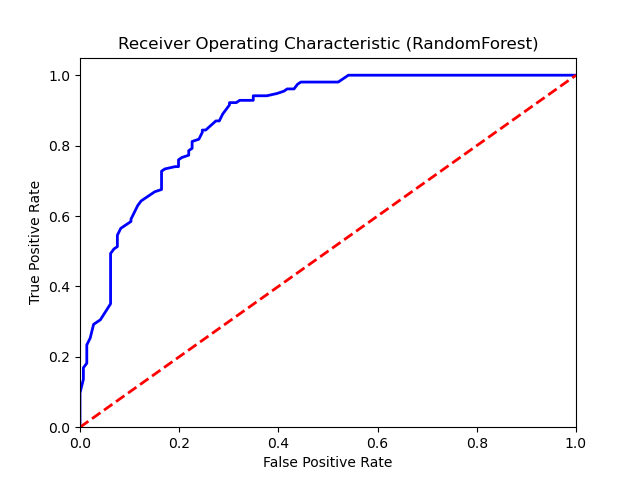 Receiver Operating Characteristic (RandomForest)
1.0
0.8
0.6
0.4
0.2
0.0
True Positive Rate
0.0 0.2 0.4 0.6 0.8 1.0
False Positive Rate